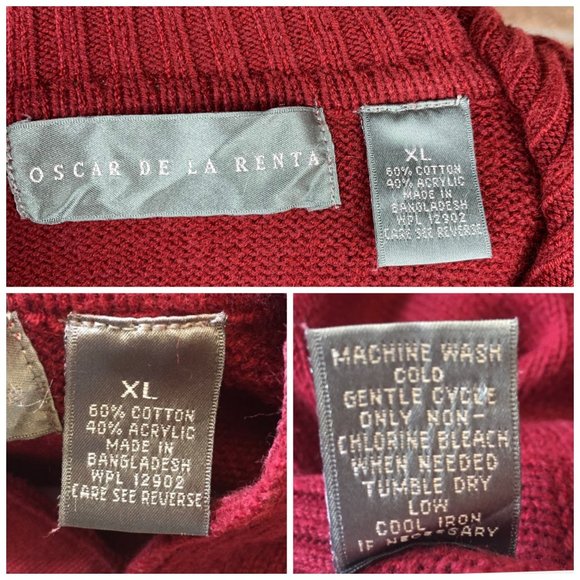 OSCAR DE LA RENTA
XL
60% COTTON
40% ACRYLIC
MADE IN
BANGLADESH
WPL 12902
CARE SEE REVERSE
XL
60% COTTON
40% ACRYLIC
MADE IN
BANGLADESH
WPL 12902
CARE SEE REVERSE
MACHINE WASH
COLD
GENTLE CYCLE
ONLY NON-
CHLORINE BLEACH
WHEN NEEDED
TUMBLE DRY
LOW
COOL IRON
IF NECESSARY